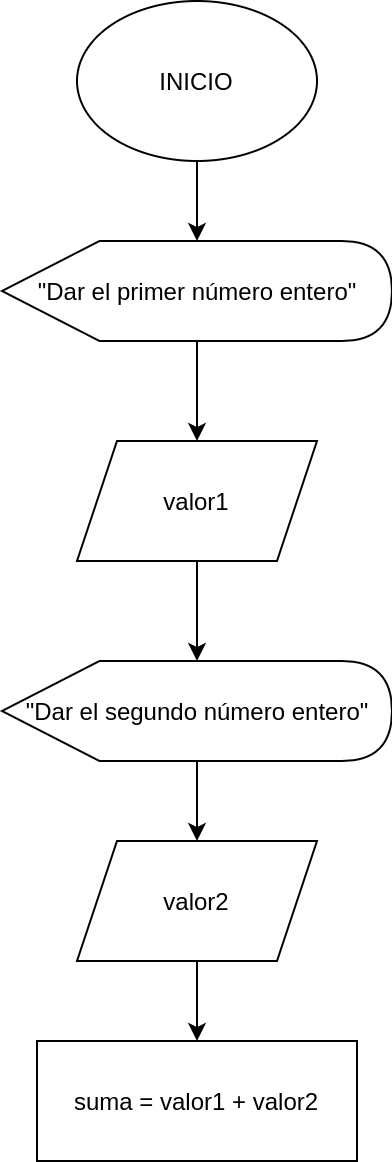 INICIO
"Dar el primer número entero"
valor1
"Dar el segundo número entero"
valor2
suma = valor1 + valor2